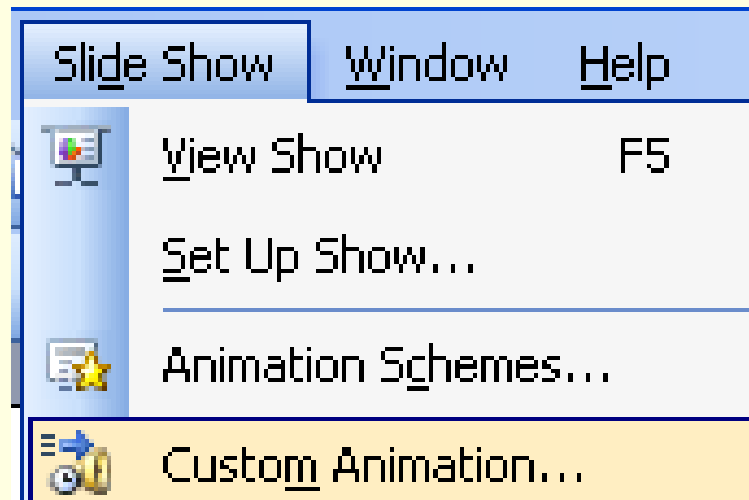 Slide Show Window Help
View Show F5
Set Up Show...
Animation Schemes...
Custom Animation...